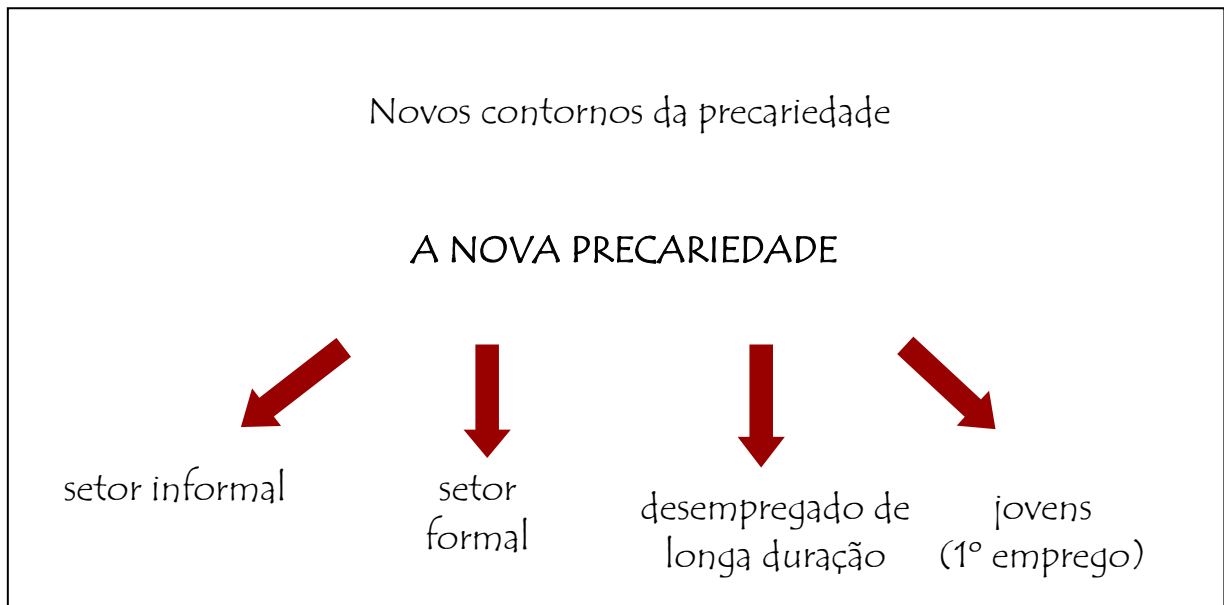 Novos contornos da precariedade
A NOVA PRECARIEDADE
setor informal
setor
formal
desempregado de
longa duração
jovens
(1º emprego)